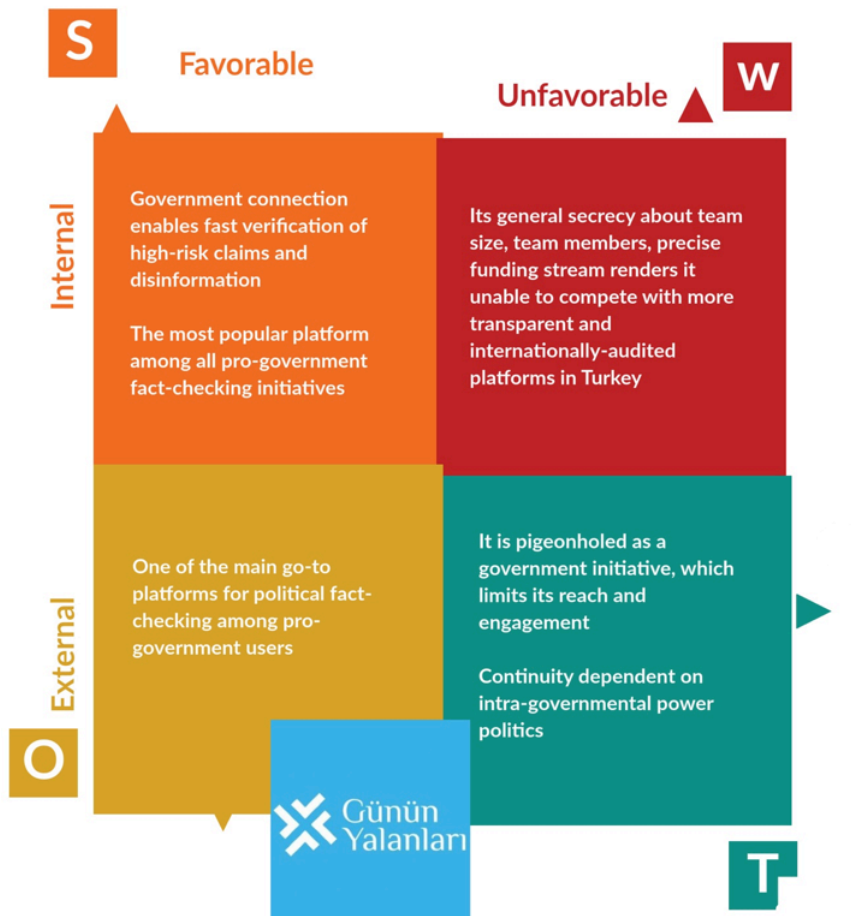 S
Favorable
Unfavorable
W
Internal
Government connection
enables fast verification of
high-risk claims and
disinformation
The most popular platform
among all pro-government
fact-checking initiatives
Its general secrecy about team
size, team members, precise
funding stream renders it
unable to compete with more
transparent and
internationally-audited
platforms in Turkey
External
One of the main go-to
platforms for political fact-
checking among pro-
government users
It is pigeonholed as a
government initiative, which
limits its reach and
engagement
Continuity dependent on
intra-governmental power
politics
O
Günün
Yalanları
T